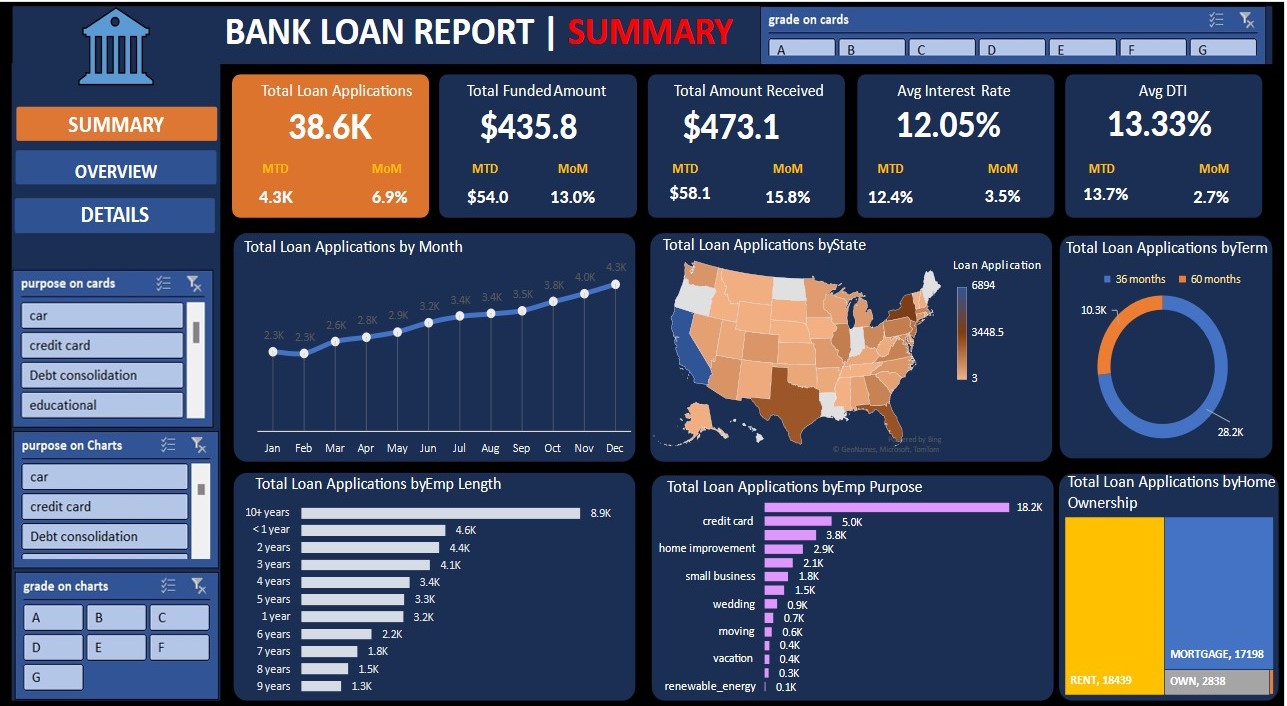 BANK LOAN REPORT | SUMMARY
grade on cards
A B C D E F G
SUMMARY
OVERVIEW
DETAILS
Total Loan Applications
38.6K
MTD MoM
4.3K 6.9%
Total Funded Amount
$435.8
MTD MoM
$54.0 13.0%
Total Amount Received
$473.1
MTD MoM
$58.1 15.8%
Avg Interest Rate
12.05%
MTD MoM
12.4% 3.5%
Avg DTI
13.33%
MTD MoM
13.7% 2.7%
purpose on cards
car
credit card
Debt consolidation
educational
purpose on Charts
car
credit card
Debt consolidation
grade on charts
A B C
D E F
G
Total Loan Applications by Month
2.3K 2.3K 2.6K 2.8K 2.9K 3.2K 3.4K 3.4K 3.5K 3.8K 4.0K 4.3K
Jan Feb Mar Apr May Jun Jul Aug Sep Oct Nov Dec
Total Loan Applications byState
Loan Application
6894
3448.5
3
Powered by Bing
© GeoNames, Microsoft, TomTom
Total Loan Applications byTerm
36 months 60 months
10.3K
28.2K
Total Loan Applications byEmp Length
10+ years 8.9K
< 1 year 4.6K
2 years 4.4K
3 years 4.1K
4 years 3.4K
5 years 3.3K
1 year 3.2K
6 years 2.2K
7 years 1.8K
8 years 1.5K
9 years 1.3K
Total Loan Applications byEmp Purpose
18.2K
credit card 5.0K
3.8K
home improvement 2.9K
2.1K
small business 1.8K
1.5K
wedding 0.9K
0.7K
moving 0.6K
0.4K
vacation 0.4K
0.3K
renewable_energy 0.1K
Total Loan Applications byHome
Ownership
RENT, 18439
MORTGAGE, 17198
OWN, 2838